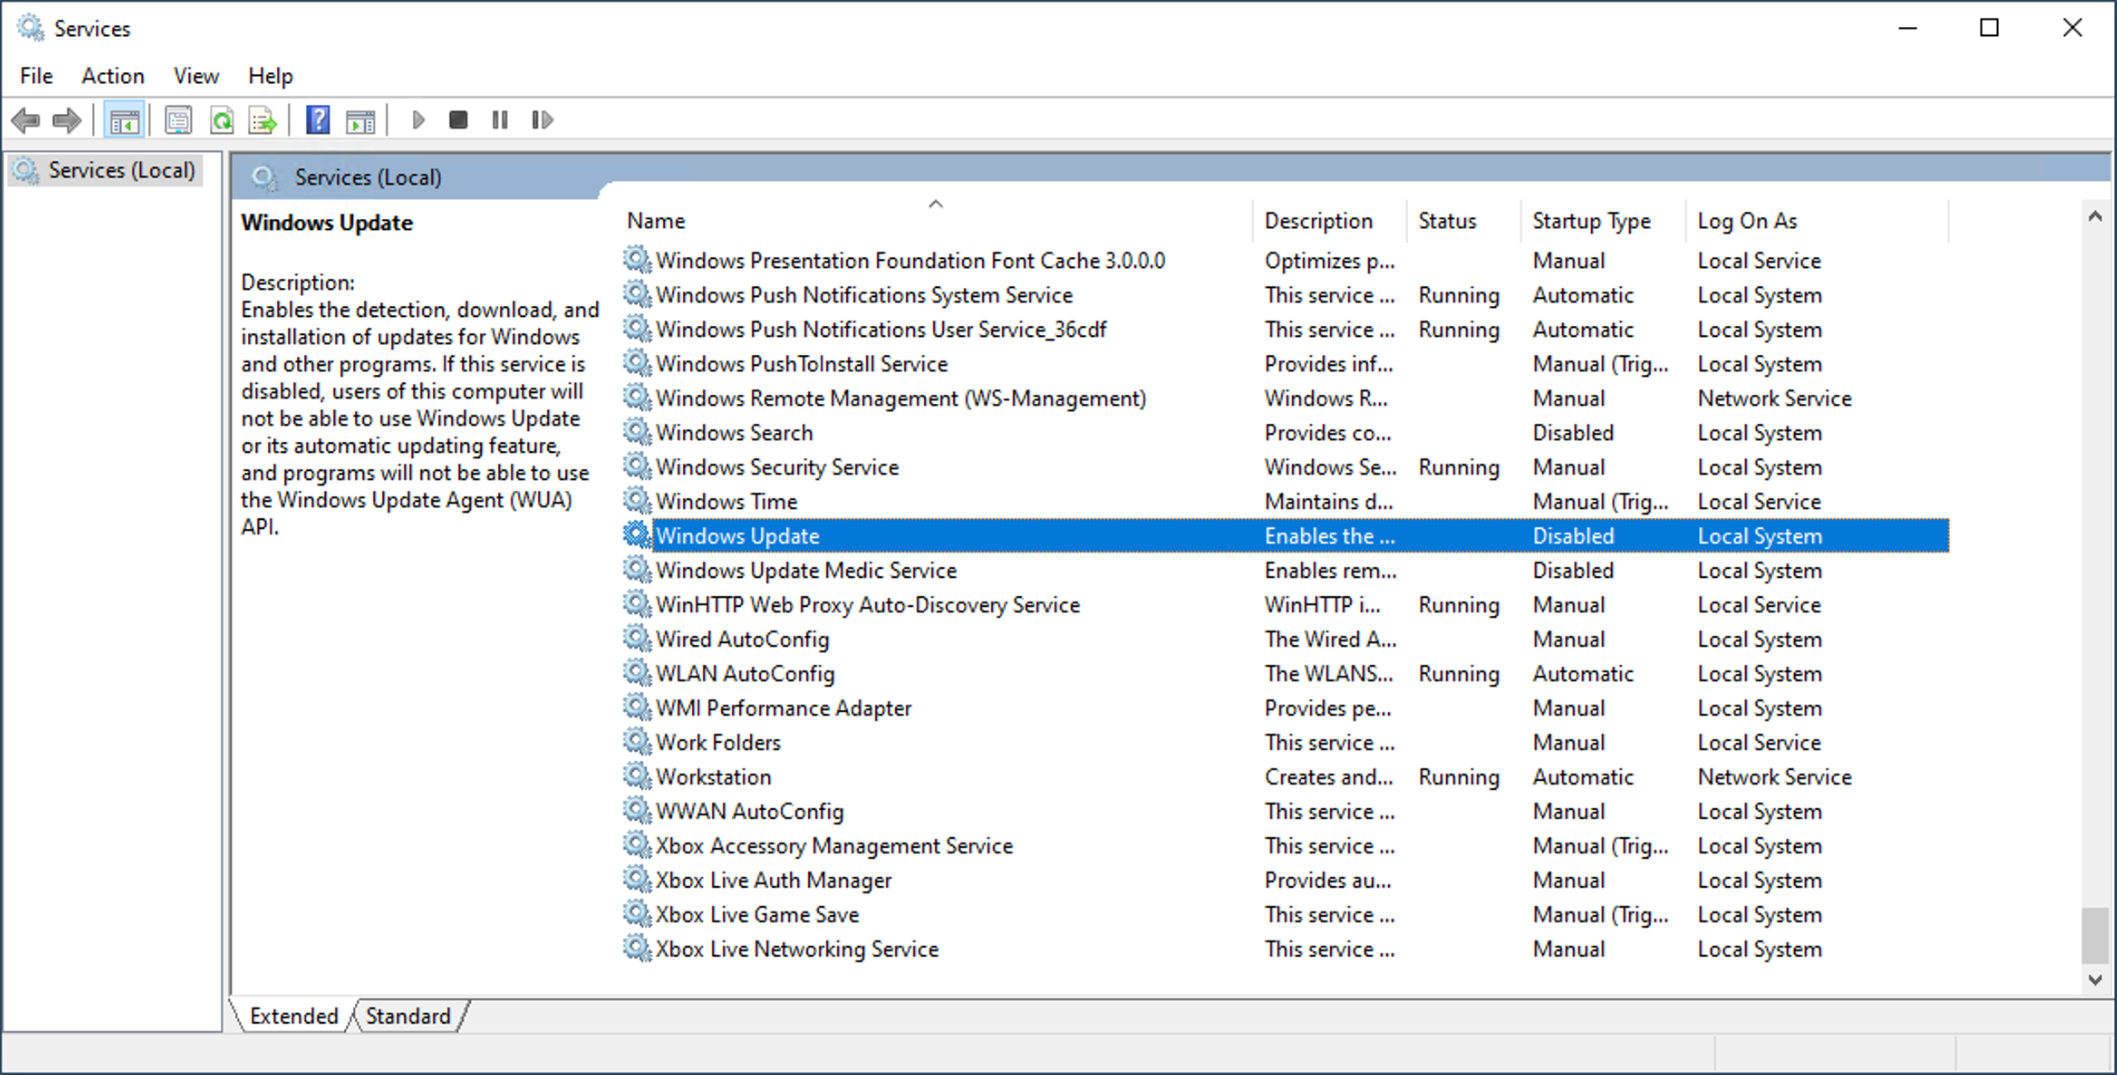 Services
File Action View Help
Services (Local)
Services (Local)
Windows Update
Description:
Enables the detection, download, and
installation of updates for Windows
and other programs. If this service is
disabled, users of this computer will
not be able to use Windows Update
or its automatic updating feature,
and programs will not be able to use
the Windows Update Agent (WUA)
API.
Name Description Status Startup Type Log On As
Windows Presentation Foundation Font Cache 3.0.0.0 Optimizes p... Manual Local Service
Windows Push Notifications System Service This service ... Running Automatic Local System
Windows Push Notifications User Service_36cdf This service ... Running Automatic Local System
Windows PushToInstall Service Provides inf... Manual (Trig... Local System
Windows Remote Management (WS-Management) Windows R... Manual Network Service
Windows Search Provides co... Disabled Local System
Windows Security Service Windows Se... Running Manual Local System
Windows Time Maintains d... Manual (Trig... Local Service
Windows Update Enables the ... Disabled Local System
Windows Update Medic Service Enables rem... Disabled Local System
WinHTTP Web Proxy Auto-Discovery Service WinHTTP i... Running Manual Local Service
Wired AutoConfig The Wired A... Manual Local System
WLAN AutoConfig The WLANS... Running Automatic Local System
WMI Performance Adapter Provides pe... Manual Local System
Work Folders This service ... Manual Local Service
Workstation Creates and... Running Automatic Network Service
WWAN AutoConfig This service ... Manual Local System
Xbox Accessory Management Service This service ... Manual (Trig... Local System
Xbox Live Auth Manager Provides au... Manual Local System
Xbox Live Game Save This service ... Manual (Trig... Local System
Xbox Live Networking Service This service ... Manual Local System
Extended Standard